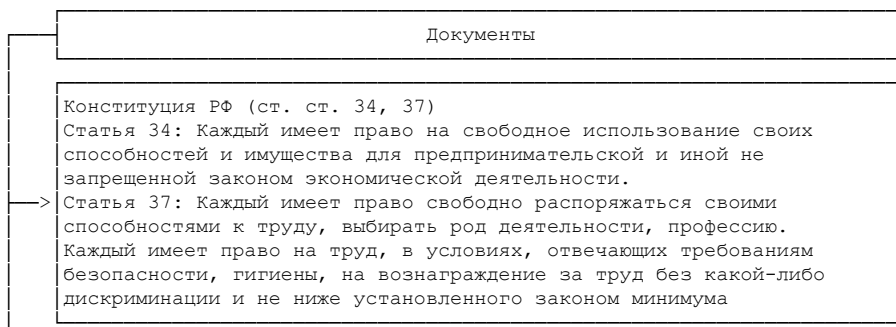 Документы
Конституция РФ (ст. ст. 34, 37)
Статья 34: Каждый имеет право на свободное использование своих
способностей и имущества для предпринимательской и иной не
запрещенной законом экономической деятельности.
Статья 37: Каждый имеет право свободно распоряжаться своими
способностями к труду, выбирать род деятельности, профессию.
Каждый имеет право на труд, в условиях, отвечающих требованиям
безопасности, гигиены, на вознаграждение за труд без какой-либо
дискриминации и не ниже установленного законом минимума